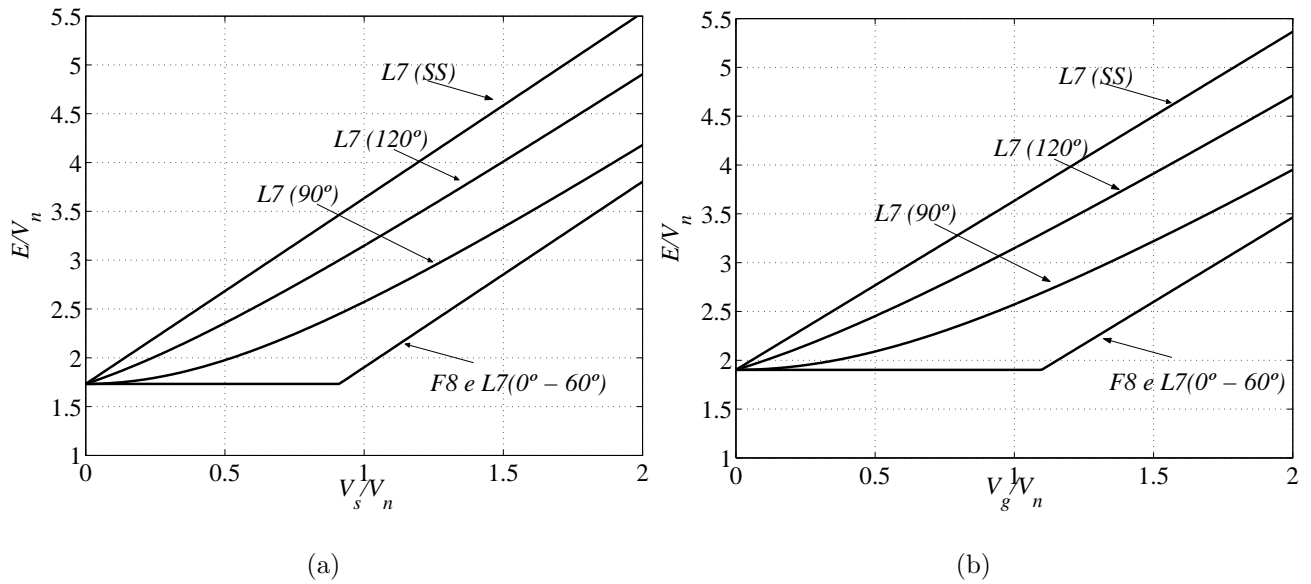 5.5
5
4.5
4
3.5
3
2.5
2
1.5
1
E/V_n
0
0.5
1
1.5
2
V_s/V_n
L7 (SS)
L7 (120º)
L7 (90º)
F8 e L7(0º – 60º)
(a)
5.5
5
4.5
4
3.5
3
2.5
2
1.5
1
E/V_n
0
0.5
1
1.5
2
V_g/V_n
L7 (SS)
L7 (120º)
L7 (90º)
F8 e L7(0º – 60º)
(b)